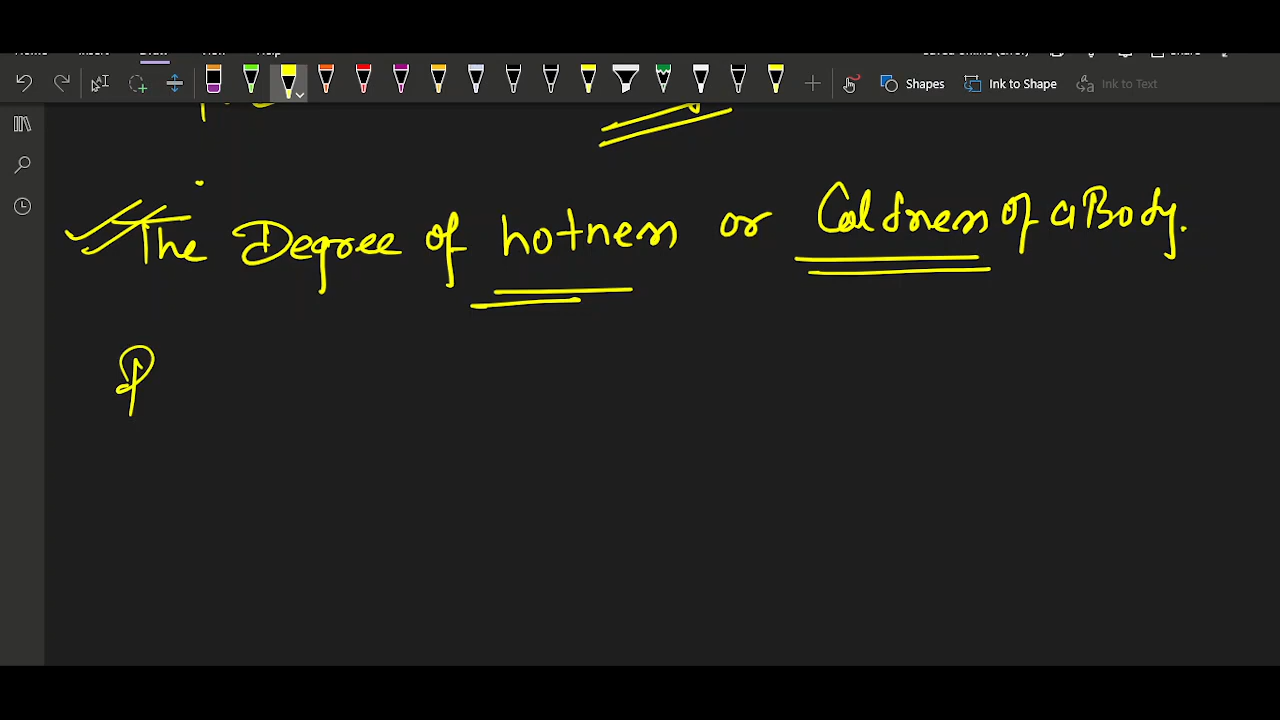 Shapes Ink to Shape Ink to Text
The Degree of hotness or Coldness of a Body.
P